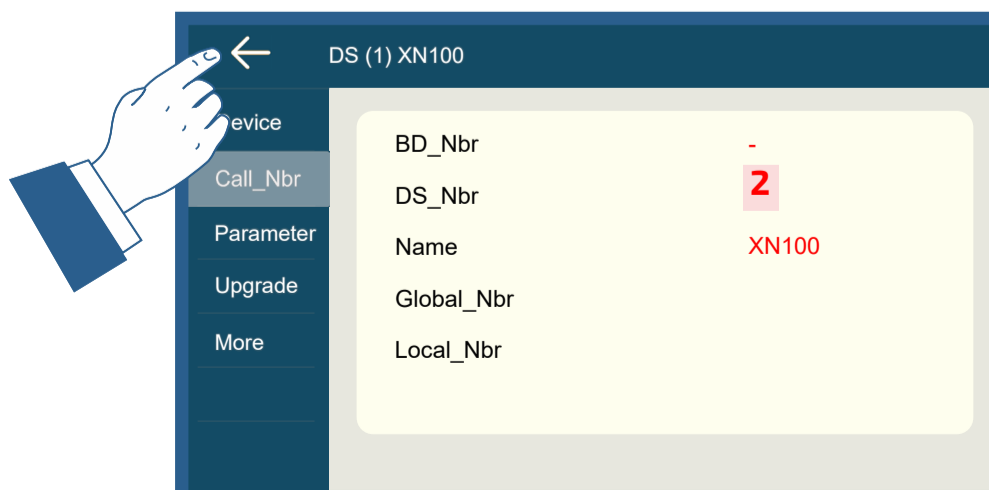 DS (1) XN100
evice
Call_Nbr
Parameter
Upgrade
More
BD_Nbr -
DS_Nbr 2
Name XN100
Global_Nbr
Local_Nbr